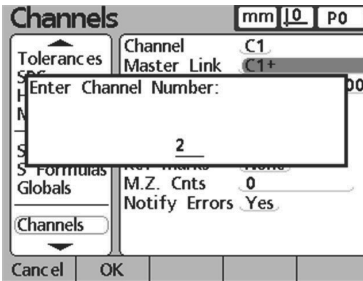 Channels
mm
0
P0
Tolerances
Channel C1
Master Link C1+
Enter Channel Number:
2
S Formulas
Globals
M.Z. Cnts 0
Notify Errors Yes
Channels
Cancel OK